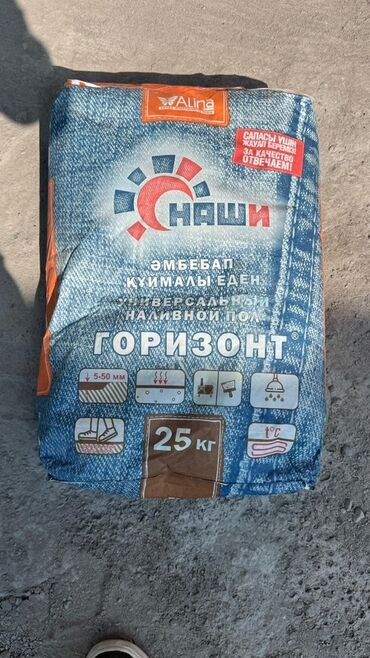 Alina
САПАСЫ ҮШІН
ЖАУАП БЕРЕМІЗ!
ЗА КАЧЕСТВО
ОТВЕЧАЕМ!
НАШИ
ӘМБЕБАП
ҚҰЙМАЛЫ ЕДЕН
УНИВЕРСАЛЬНЫЙ
НАЛИВНОЙ ПОЛ
ГОРИЗОНТ®
5-50 мм
25 кг
t°C